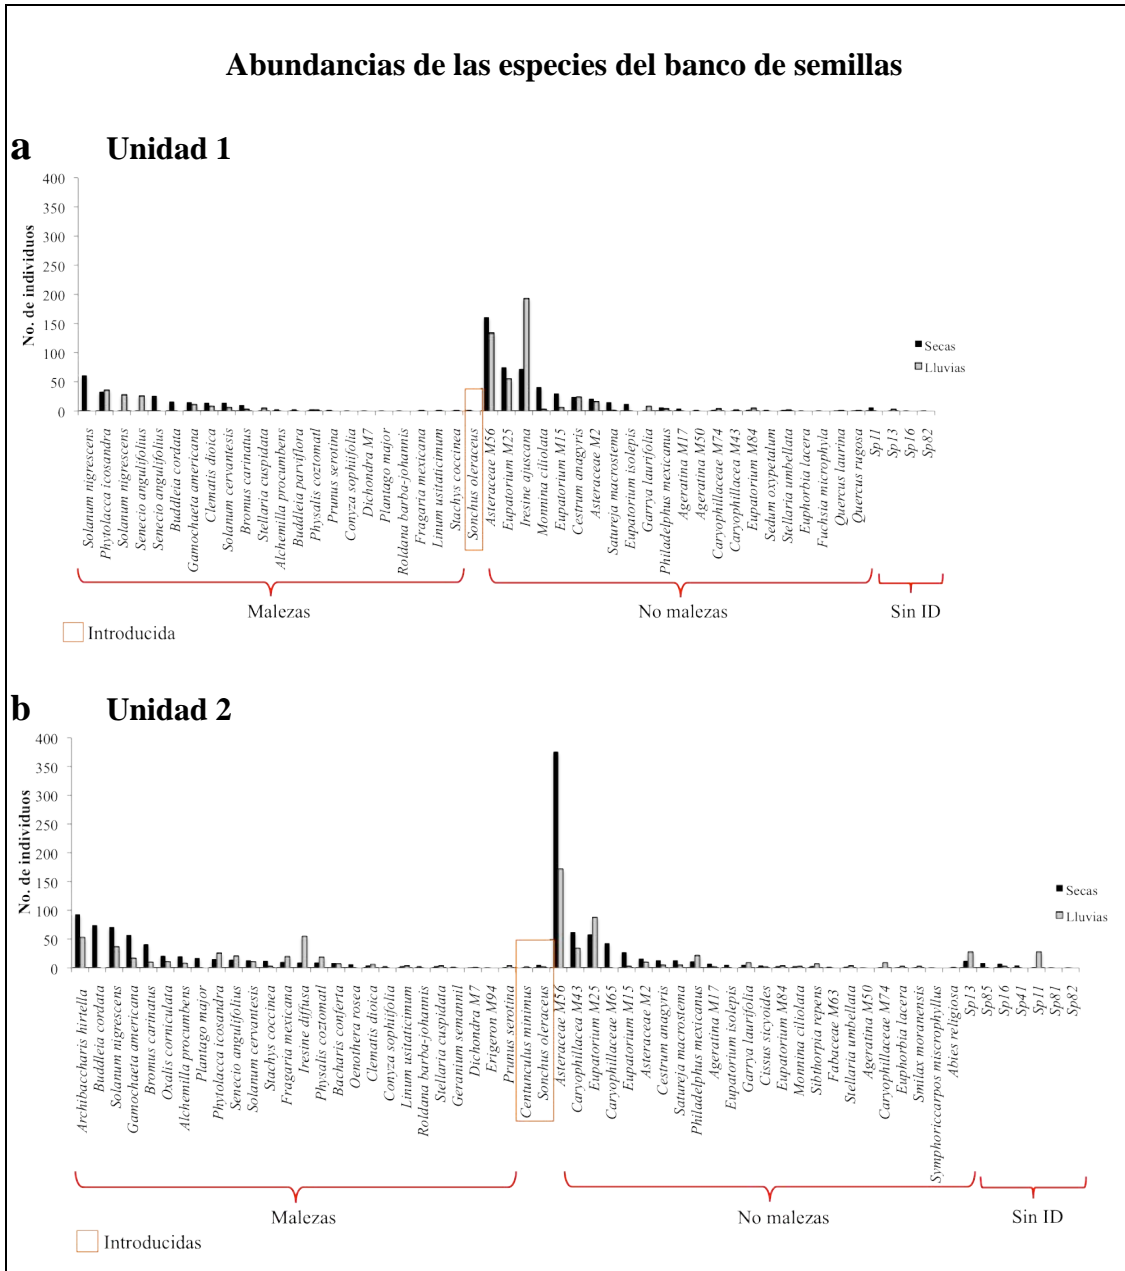 Abundancias de las especies del banco de semillas
a Unidad 1
400
350
300
250
200
150
100
50
0
No. de individuos
Secas
Lluvias
Solanum nigrescens
Phytolacca icosandra
Solanum nigrescens
Senecio angulifolius
Senecio angulifolius
Buddleia cordata
Gamochaeta americana
Clematis dioica
Solanum cervantesis
Bromus carinatus
Stellaria cuspidata
Alchemilla procumbens
Buddleia parviflora
Physalis coztomatl
Prunus serotina
Conyza sophiifolia
Dichondra M7
Plantago major
Roldana barba-johamis
Fragaria mexicana
Linum usitaticimum
Stachys coccinea
Sonchus oleraceus
Asteraceae M56
Eupatorium M25
Iresine ajuscana
Monnina ciliolata
Eupatorium M15
Cestrum anagyris
Asteraceae M2
Satureja macrostema
Eupatorium isolepis
Garrya laurifolia
Philadelphus mexicanus
Ageratina M17
Ageratina M50
Caryophillaceae M74
Caryophillacea M43
Eupatorium M84
Sedum oxypetalum
Stellaria umbellata
Euphorbia lacera
Fuchsia microphyla
Quercus laurina
Quercus rugosa
Sp11
Sp13
Sp16
Sp82
Malezas
No malezas
Sin ID
Introducida
b Unidad 2
400
350
300
250
200
150
100
50
0
No. de individuos
Secas
Lluvias
Archibaccharis hirtella
Buddleia cordata
Solanum nigrescens
Gamochaeta americana
Bromus carinatus
Oxalis corniculata
Alchemilla procumbens
Plantago major
Phytolacca icosandra
Senecio angulifolius
Solanum cervantesis
Stachys coccinea
Fragaria mexicana
Iresine diffusa
Physalis coztomatl
Bacharis conferta
Oenothera rosea
Clematis dioica
Conyza sophiifolia
Linum usitaticimum
Roldana barba-johamis
Stellaria cuspidata
Geranium semannil
Dichondra M7
Erigeron M94
Prunus serotina
Centunculus minimus
Sonchus oleraceus
Asteraceae M56
Caryophillacea M43
Eupatorium M25
Caryophillaceae M65
Eupatorium M15
Asteraceae M2
Cestrum anagyris
Satureja macrostema
Philadelphus mexicanus
Ageratina M17
Eupatorium isolepis
Garrya laurifolia
Cissus sicyoides
Eupatorium M84
Monnina ciliolata
Sibthorpia repens
Fabaceae M63
Stellaria umbellata
Ageratina M50
Caryophillaceae M74
Euphorbia lacera
Smilax moranensis
Symphoriccarpos miscrophyllus
Abies religiosa
Sp13
Sp85
Sp16
Sp41
Sp11
Sp81
Sp82
Malezas
No malezas
Sin ID
Introducidas